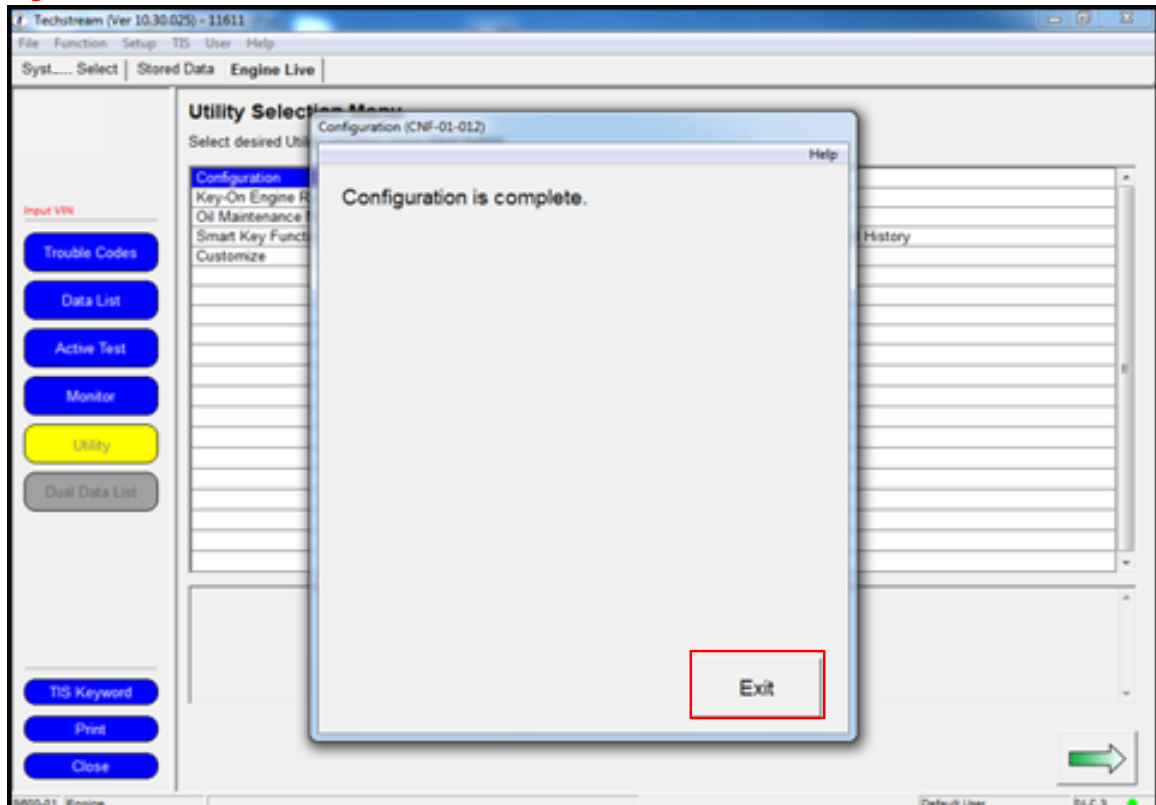 Techstream (Ver 10.30.025) - 11611
File Function Setup TIS User Help
Syst..... Select Stored Data Engine Live
Utility Selection Menu
Select desired
Configuration (CNF-01-012)
Help
Configuration is complete.
Configuration
Key-On Engine
Oil Maintenance
Smart Key
History
Customize
Input VIN
Trouble Codes
Data List
Active Test
Monitor
Utility
Dual Data List
TIS Keyword
Print
Close
Exit
Engine
Default User
DLC 3